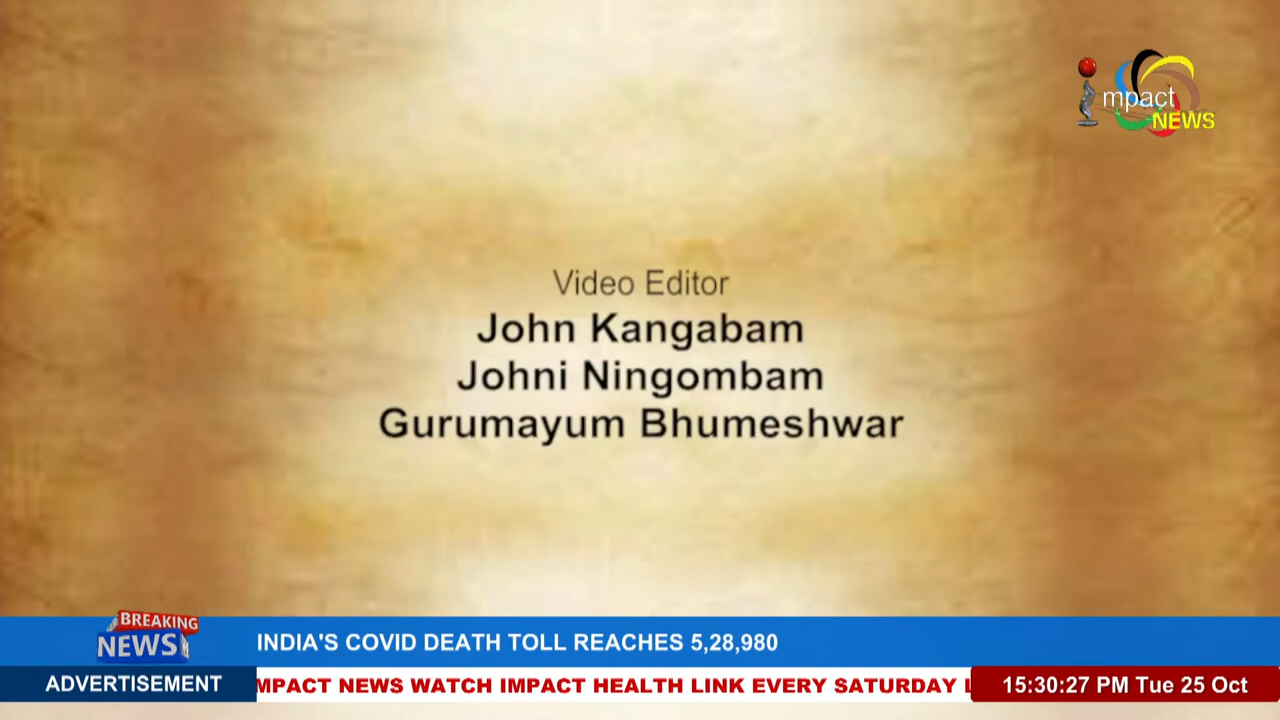 impact
NEWS
Video Editor
John Kangabam
Johni Ningombam
Gurumayum Bhumeshwar
BREAKING
NEWS
INDIA'S COVID DEATH TOLL REACHES 5,28,980
ADVERTISEMENT
MPACT NEWS WATCH IMPACT HEALTH LINK EVERY SATURDAY
15:30:27 PM Tue 25 Oct